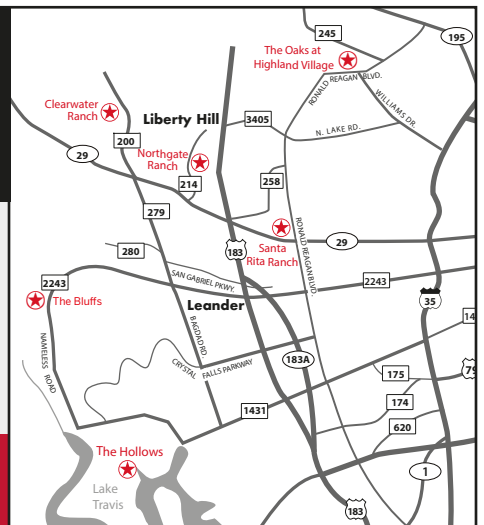 245
195
The Oaks at
Highland Village
RONALD REAGAN BLVD.
WILLIAMS DR.
Clearwater
Ranch
Liberty Hill
3405
N. LAKE RD.
200
29
Northgate
Ranch
214
258
279
RONALD REAGAN BLVD.
Santa
Rita Ranch
29
280
183
2243
SAN GABRIEL PKWY.
2243
The Bluffs
Leander
35
NAMELESS ROAD
BAGDAD RD.
14
CRYSTAL FALLS PARKWAY
183A
175
79
174
1431
620
The Hollows
Lake
Travis
1
183